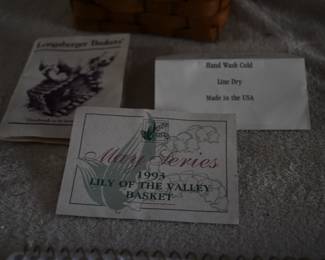 Longaberger Baskets
Hand Wash Cold
Line Dry
Made in the USA
May Series
1993
LILY OF THE VALLEY
BASKET